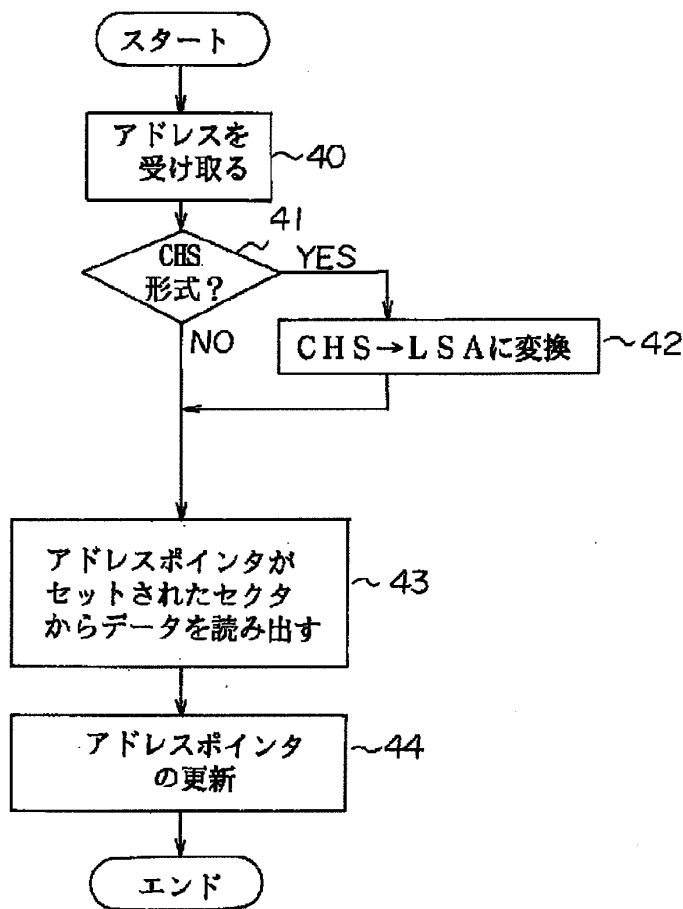 スタート
アドレスを
受け取る
~40
41
CHS
形式?
YES
NO
CHS→LSAに変換
~42
アドレスポインタが
セットされたセクタ
からデータを読み出す
~43
アドレスポインタ
の更新
~44
エンド